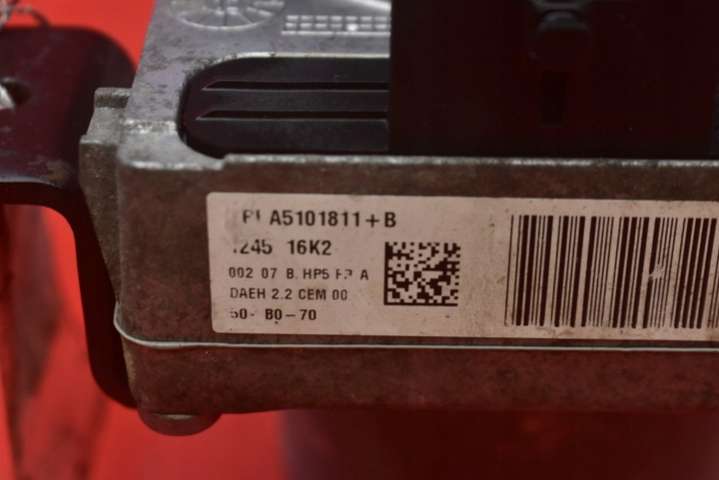 A5101811+B
16K2
002 07 HP5 A
DAEH 2.2 CEM 00
B0-70